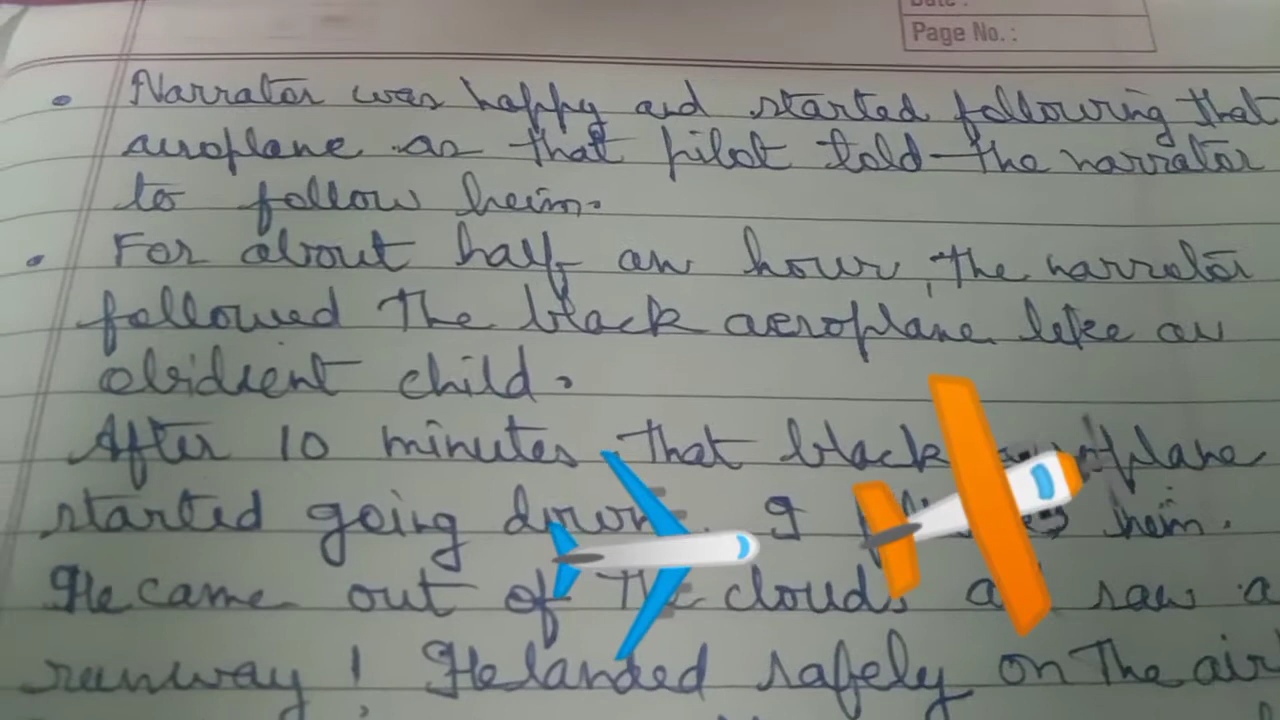 Date :
Page No. :
• Narrator was happy and started following that
aeroplane as that pilot told the narrator
to follow heim.
• For about half an hour, the narrator
followed the black aeroplane like an
obidient child.
After 10 minutes that black
started going down. I him.
He came out of the clouds saw a
runway ! He landed safely on the air